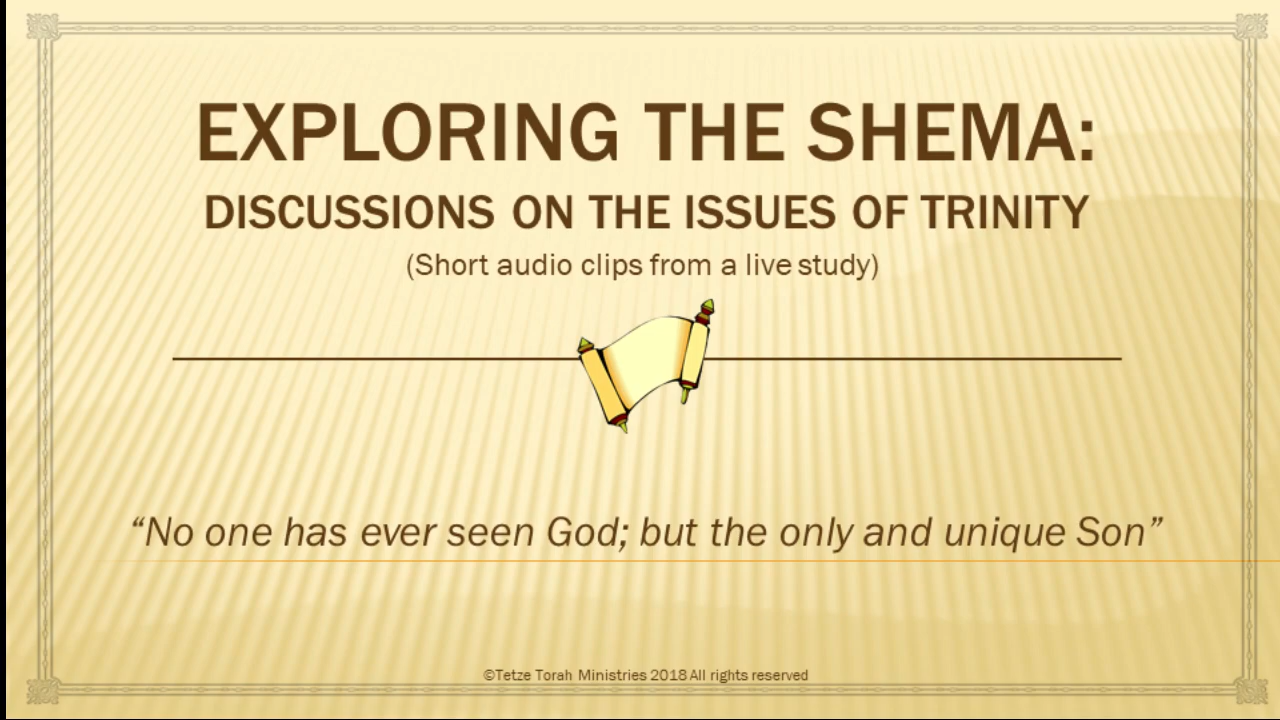 EXPLORING THE SHEMA:
DISCUSSIONS ON THE ISSUES OF TRINITY
(Short audio clips from a live study)
“No one has ever seen God; but the only and unique Son”
©Tetze Torah Ministries 2018 All rights reserved